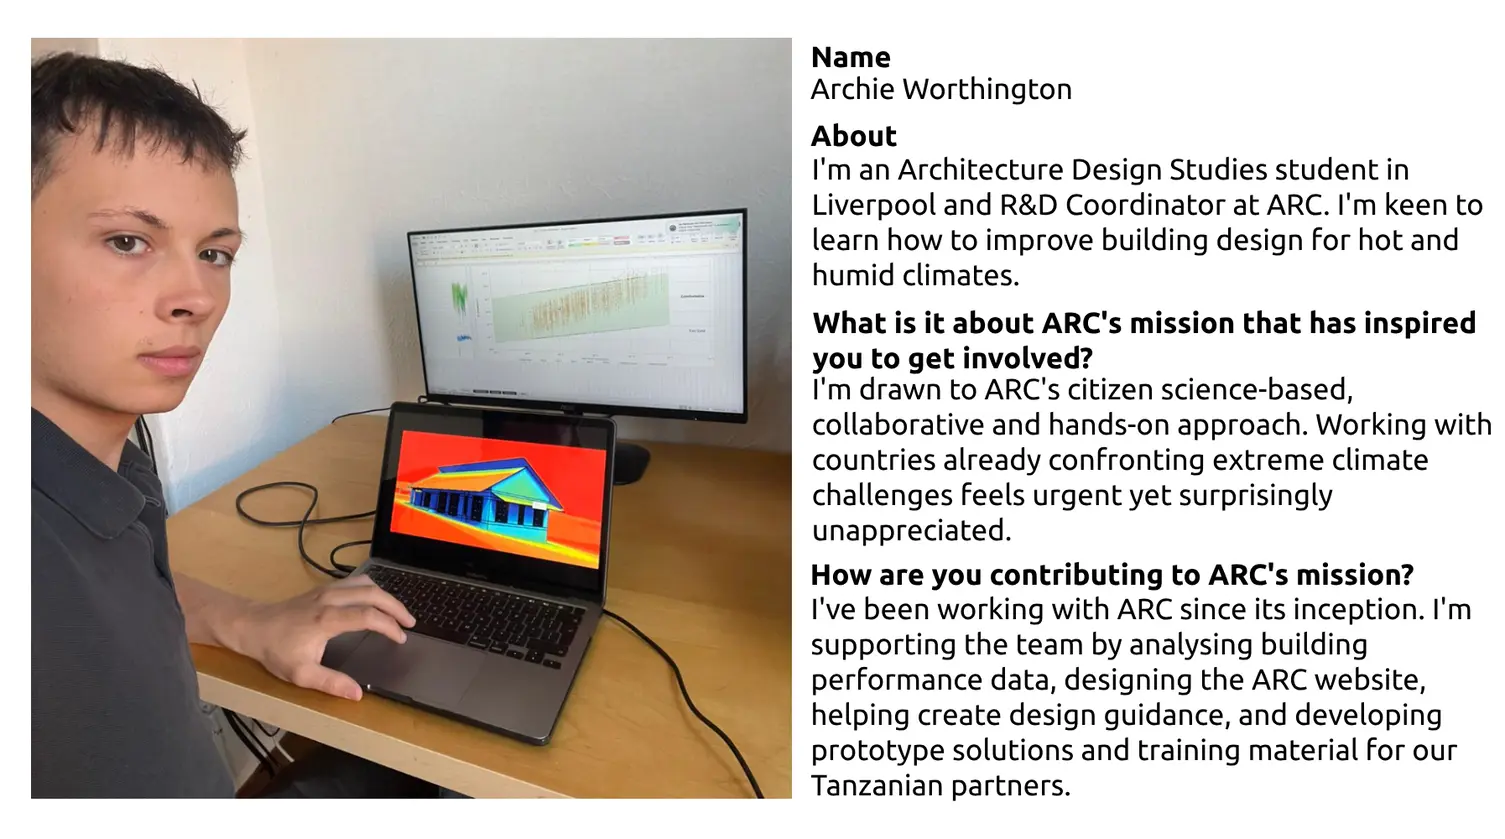 Name
Archie Worthington
About
I'm an Architecture Design Studies student in
Liverpool and R&D Coordinator at ARC. I'm keen to
learn how to improve building design for hot and
humid climates.
What is it about ARC's mission that has inspired
you to get involved?
I'm drawn to ARC's citizen science-based,
collaborative and hands-on approach. Working with
countries already confronting extreme climate
challenges feels urgent yet surprisingly
unappreciated.
How are you contributing to ARC's mission?
I've been working with ARC since its inception. I'm
supporting the team by analysing building
performance data, designing the ARC website,
helping create design guidance, and developing
prototype solutions and training material for our
Tanzanian partners.